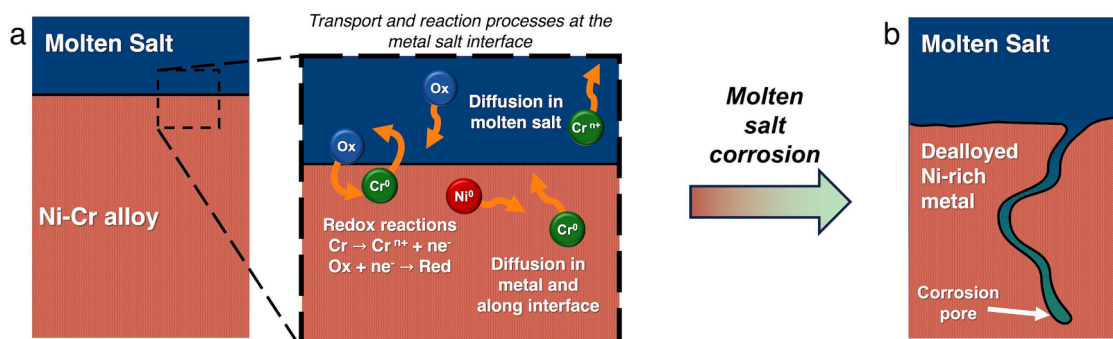 a
Molten Salt
Ni-Cr alloy
Transport and reaction processes at the
metal salt interface
Ox
Diffusion in
molten salt
Cr n+
Ox
Cr⁰
Ni⁰
Cr⁰
Redox reactions
Cr → Cr n+ + ne⁻
Ox + ne⁻ → Red
Diffusion in
metal and
along interface
Molten
salt
corrosion
b
Molten Salt
Dealloyed
Ni-rich
metal
Corrosion
pore